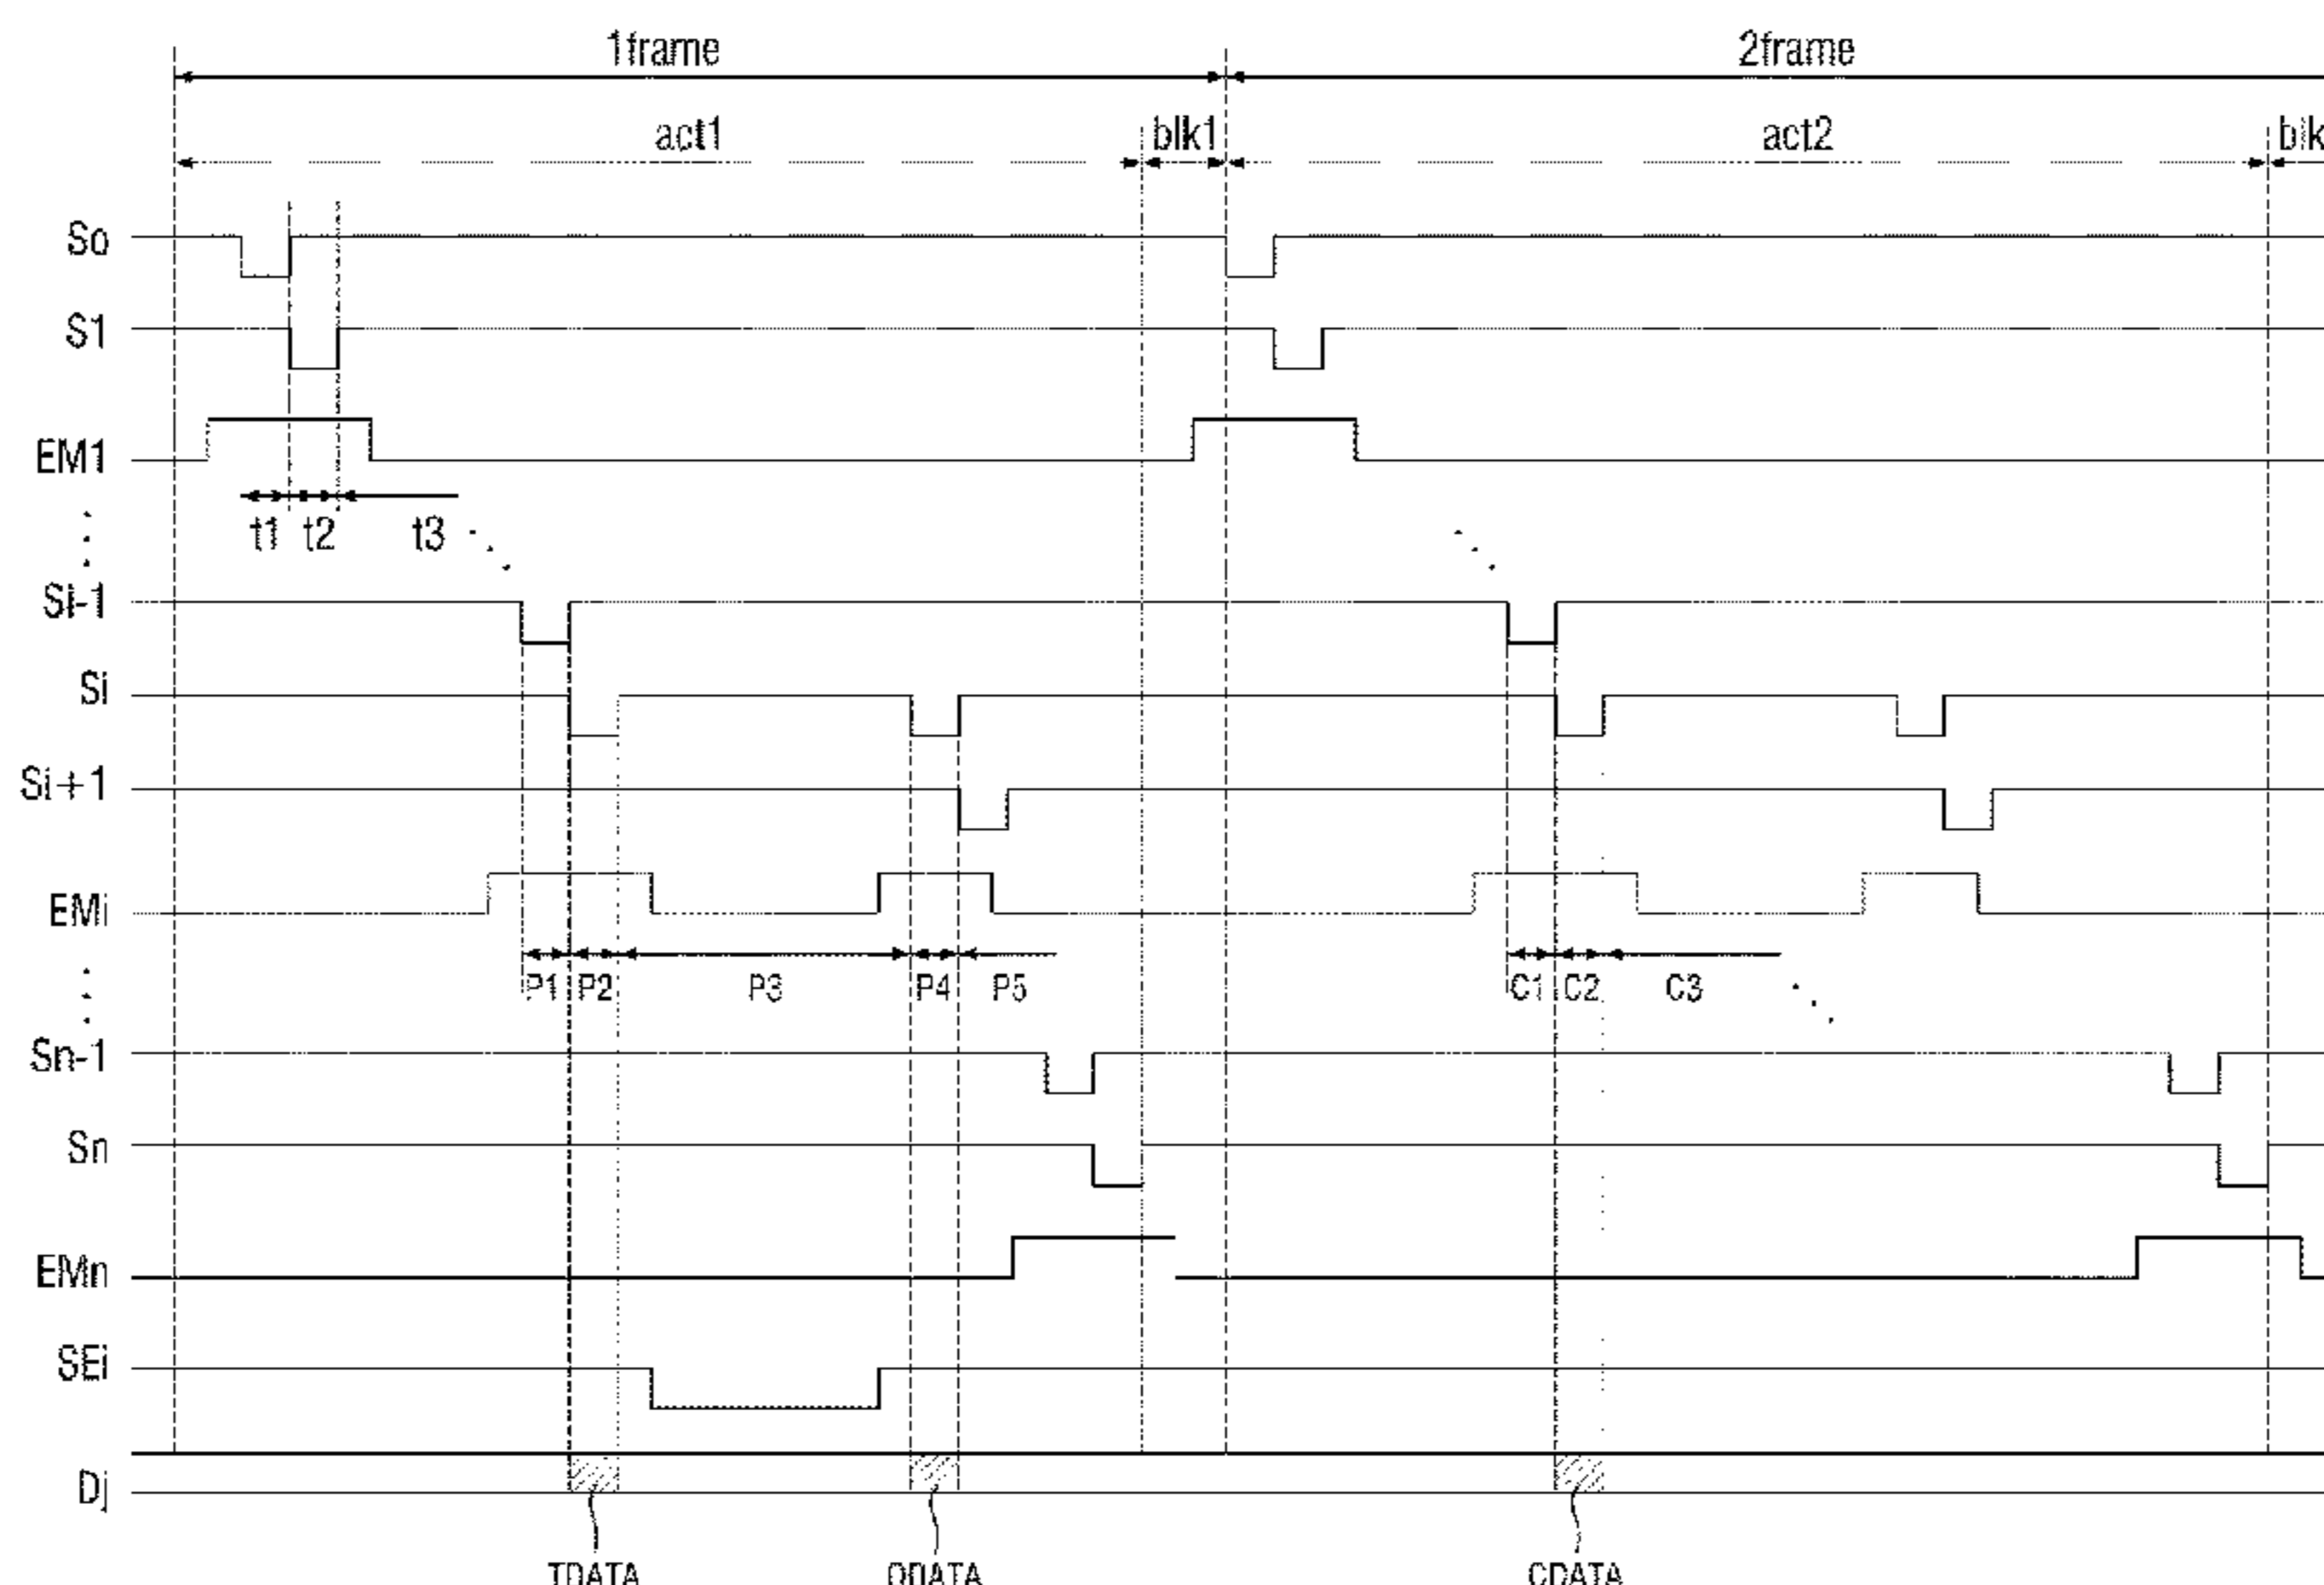 1frame 2frame
act1 blk1 act2 blk
So
S1
EM1
t1 t2 t3
Si-1
Si
Si+1
EMi
P1 P2 P3 P4 P5 C1 C2 C3
Sn-1
Sn
EMn
SEi
Dj
TDATA ODATA CDATA